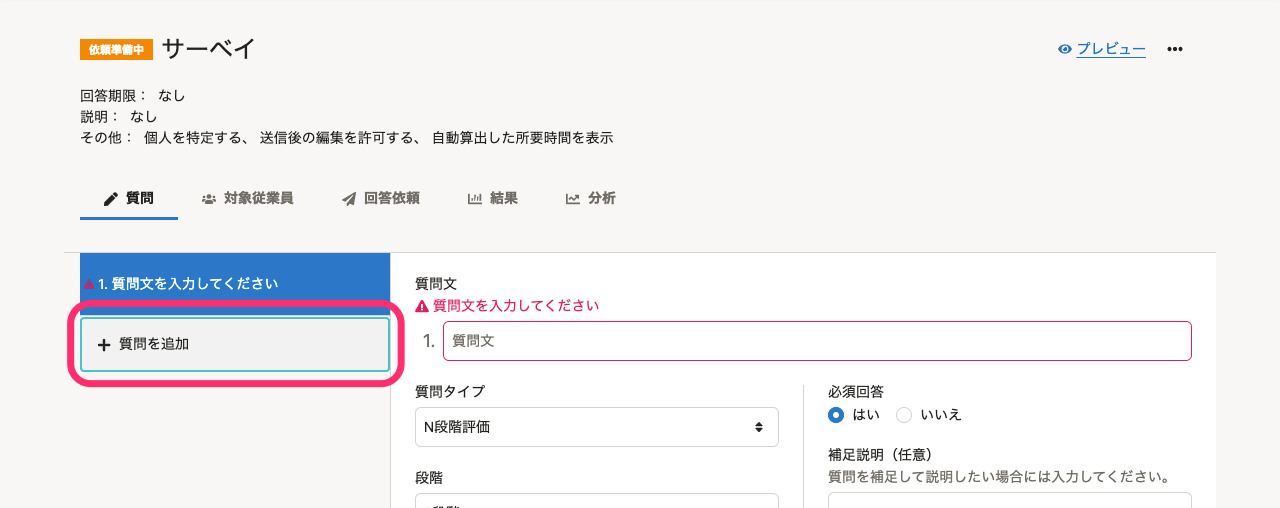 依頼準備中 サーベイ
プレビュー
回答期限： なし
説明： なし
その他： 個人を特定する、 送信後の編集を許可する、 自動算出した所要時間を表示
質問 対象従業員 回答依頼 結果 分析
1. 質問文を入力してください
質問を追加
質問文
質問文を入力してください
1. 質問文
質問タイプ
N段階評価
段階
必須回答
はい いいえ
補足説明（任意）
質問を補足して説明したい場合には入力してください。